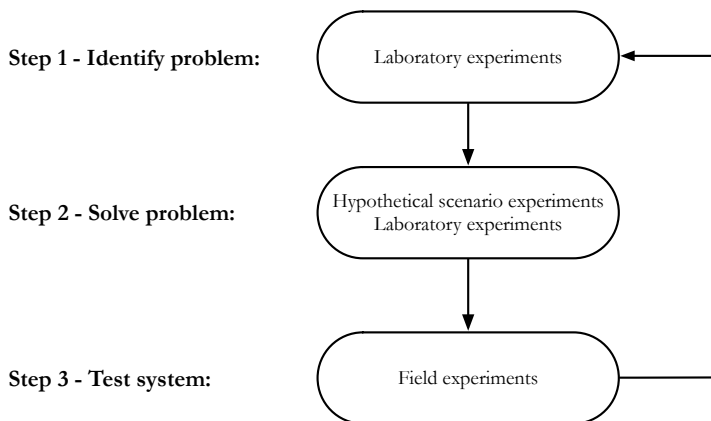 Step 1 - Identify problem:
Laboratory experiments
Step 2 - Solve problem:
Hypothetical scenario experiments
Laboratory experiments
Step 3 - Test system:
Field experiments